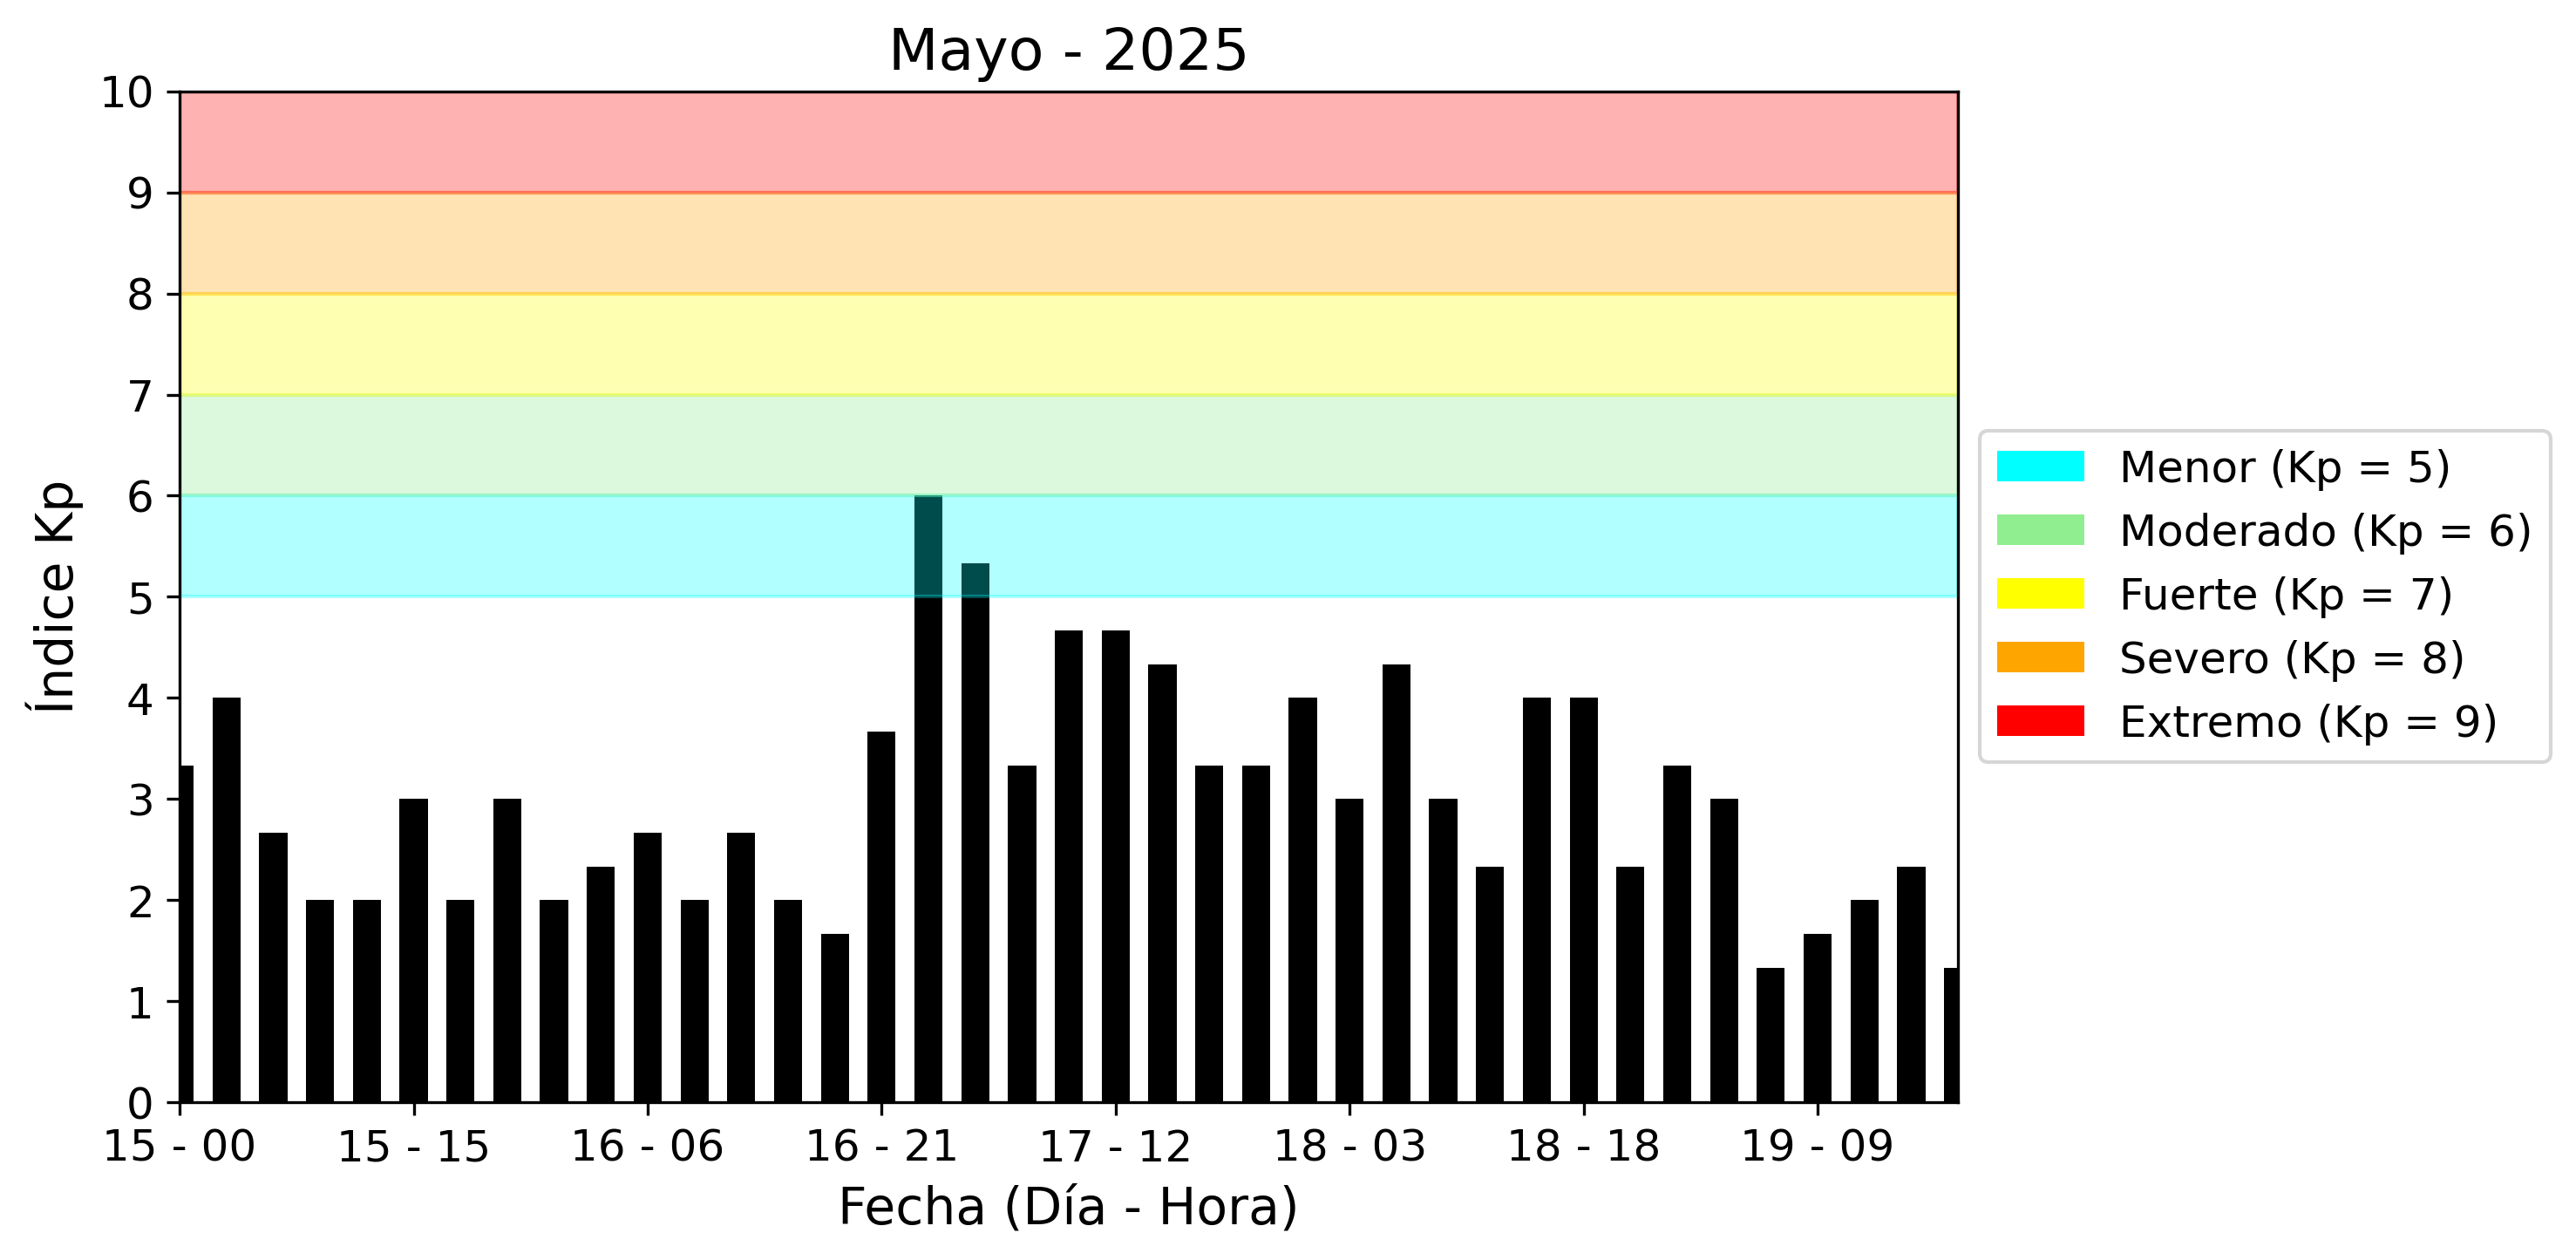 Mayo - 2025
Índice Kp
10
9
8
7
6
5
4
3
2
1
0
15 - 00
15 - 15
16 - 06
16 - 21
17 - 12
18 - 03
18 - 18
19 - 09
Fecha (Día - Hora)
Menor (Kp = 5)
Moderado (Kp = 6)
Fuerte (Kp = 7)
Severo (Kp = 8)
Extremo (Kp = 9)